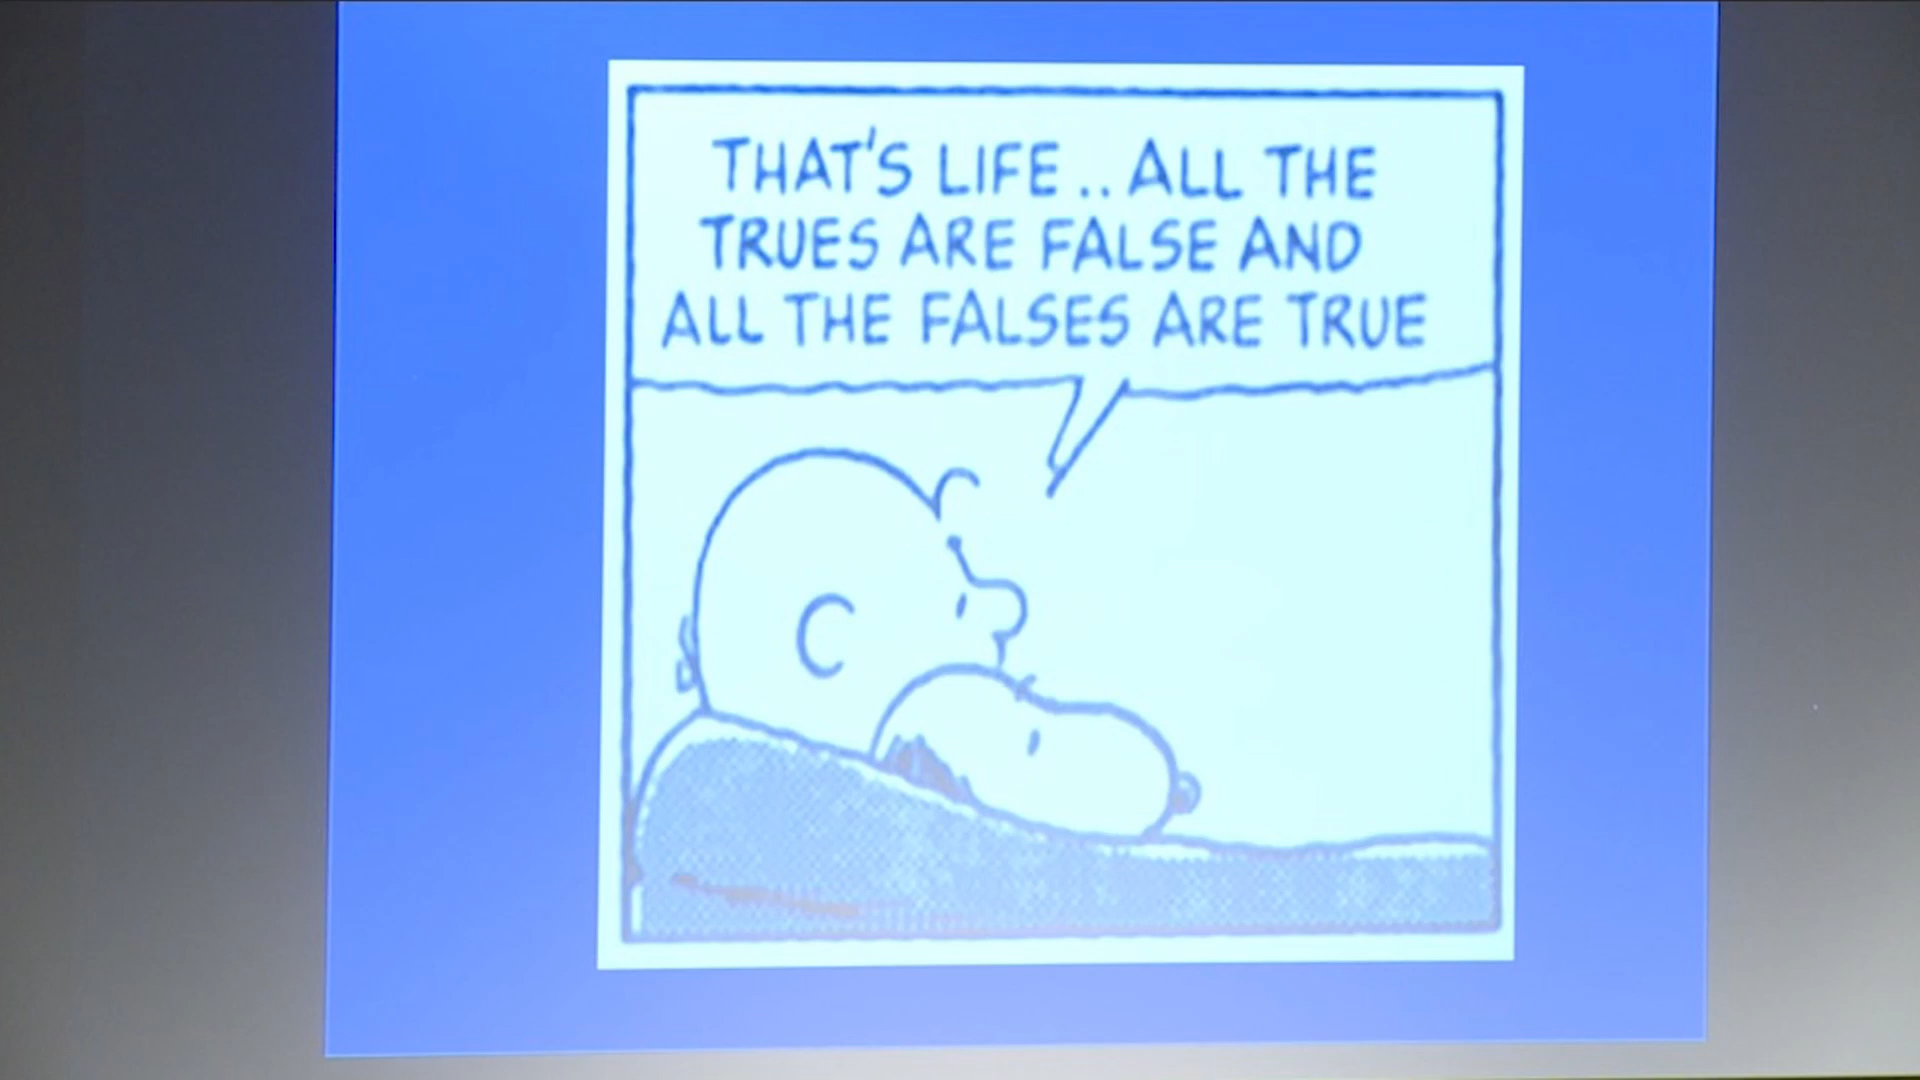 THAT'S LIFE.. ALL THE
TRUES ARE FALSE AND
ALL THE FALSES ARE TRUE